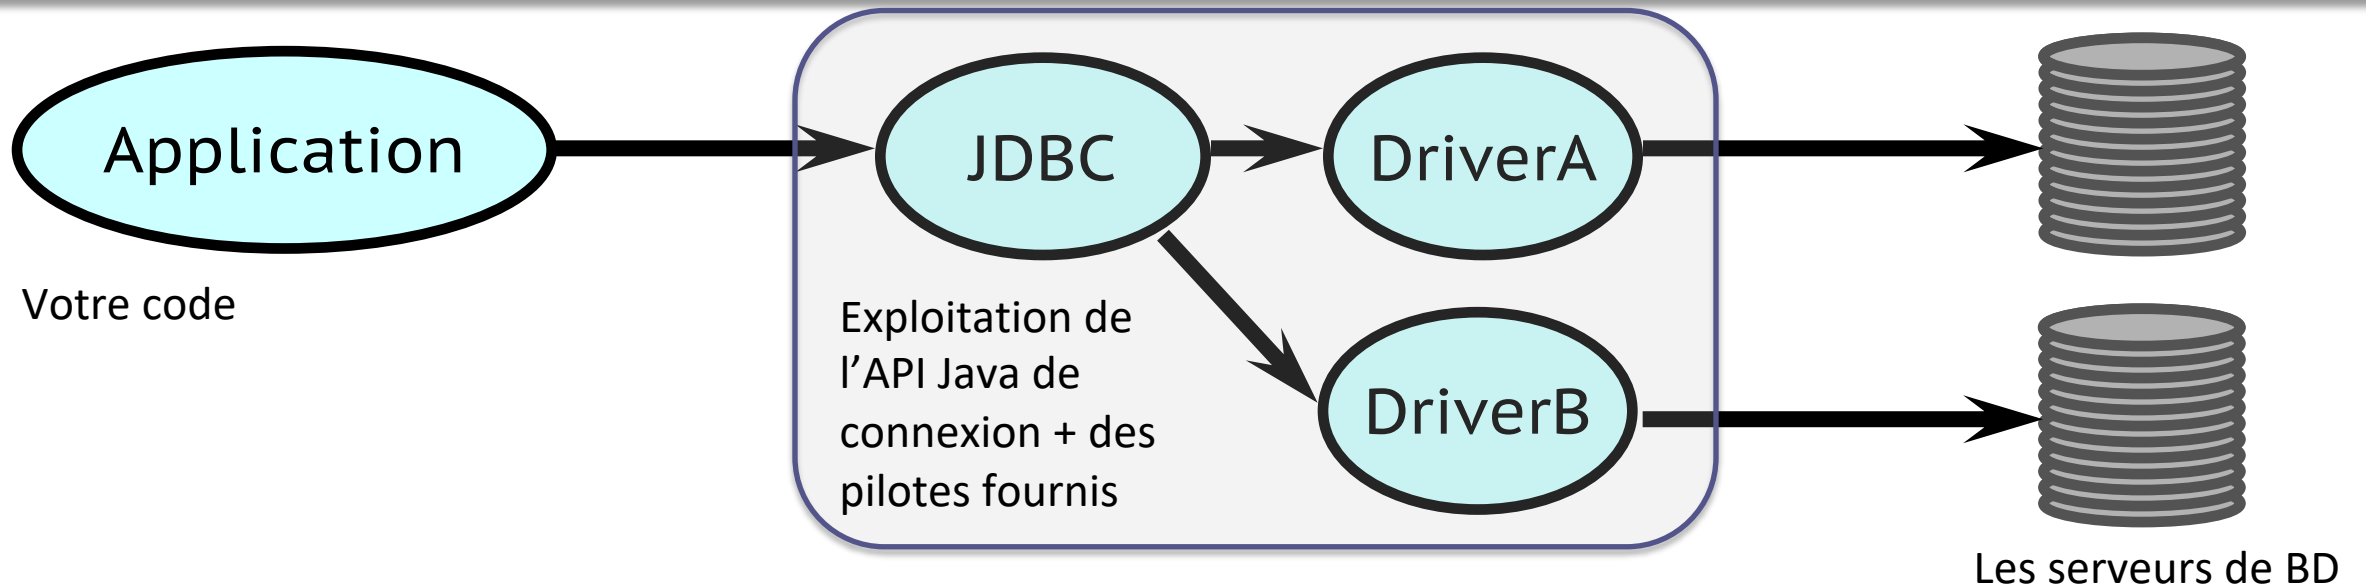 Application
JDBC
DriverA
Votre code
Exploitation de
l’API Java de
connexion + des
pilotes fournis
DriverB
Les serveurs de BD